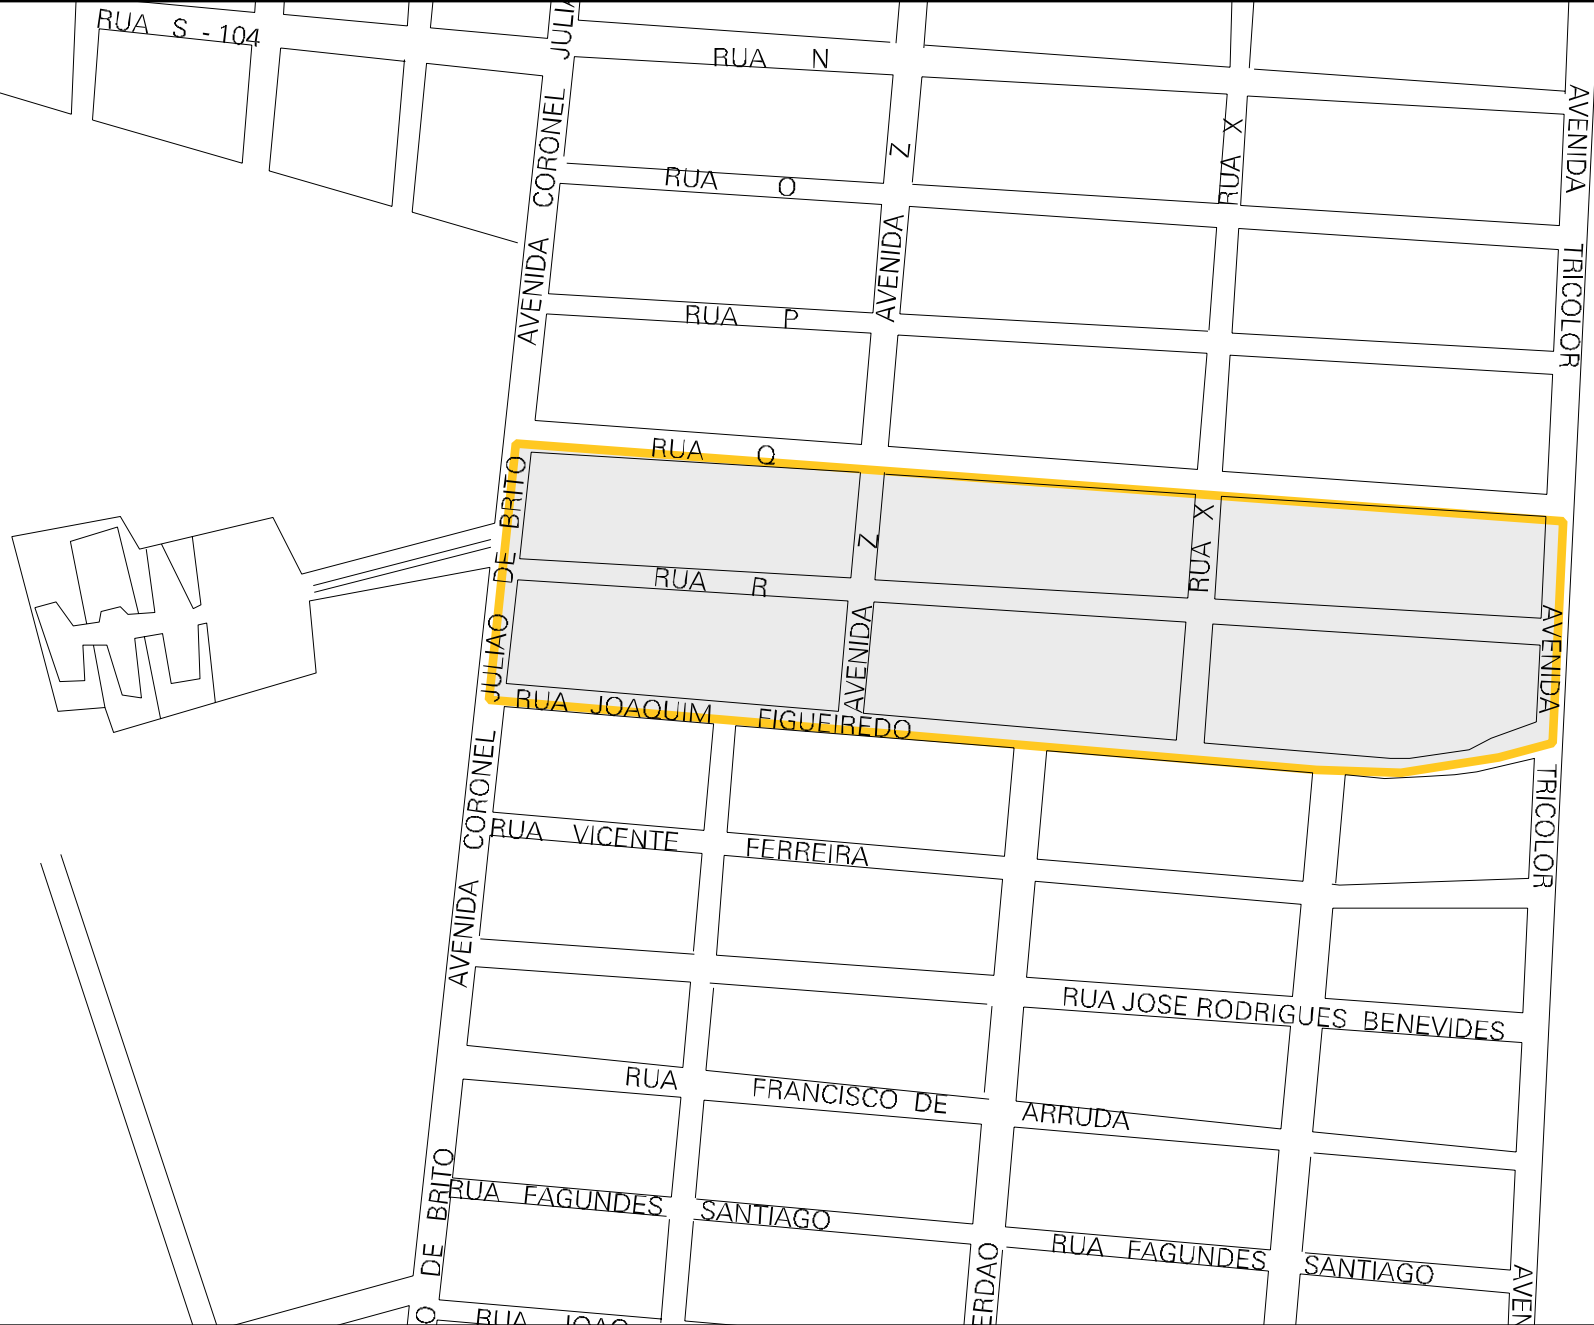 RUA S - 104
RUA N
AVENIDA CORONEL
RUA O
Z
RUA X
AVENIDA
AVENIDA
RUA P
TRICOLOR
RUA Q
JULIAO DE BRITO
Z
RUA X
RUA R
AVENIDA
AVENIDA
RUA JOAQUIM FIGUEIREDO
AVENIDA CORONEL
TRICOLOR
RUA VICENTE FERREIRA
RUA JOSE RODRIGUES BENEVIDES
RUA FRANCISCO DE ARRUDA
DE BRITO
RUA FAGUNDES SANTIAGO
RUA FAGUNDES SANTIAGO
ERDAO
AVEN
O
RUA